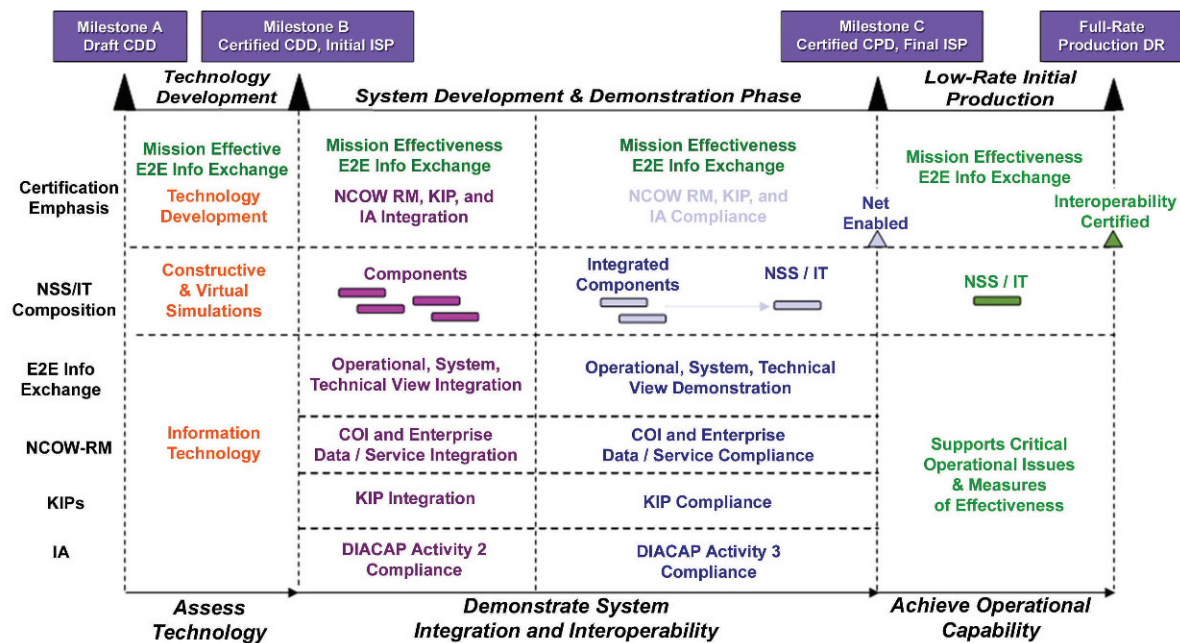 Milestone A
Draft CDD
Milestone B
Certified CDD, Initial ISP
Milestone C
Certified CPD, Final ISP
Full-Rate
Production DR
Technology
Development
System Development & Demonstration Phase
Low-Rate Initial
Production
Certification
Emphasis
Mission Effective
E2E Info Exchange
Technology
Development
Mission Effectiveness
E2E Info Exchange
NCOW RM, KIP, and
IA Integration
Mission Effectiveness
E2E Info Exchange
NCOW RM, KIP, and
IA Compliance
Net
Enabled
Mission Effectiveness
E2E Info Exchange
Interoperability
Certified
NSS/IT
Composition
Constructive
& Virtual
Simulations
Components
Integrated
Components
NSS / IT
NSS / IT
E2E Info
Exchange
Operational, System,
Technical View Integration
Operational, System, Technical
View Demonstration
NCOW-RM
Information
Technology
COI and Enterprise
Data / Service Integration
COI and Enterprise
Data / Service Compliance
Supports Critical
Operational Issues
& Measures
of Effectiveness
KIPs
KIP Integration
KIP Compliance
IA
DIACAP Activity 2
Compliance
DIACAP Activity 3
Compliance
Assess
Technology
Demonstrate System
Integration and Interoperability
Achieve Operational
Capability